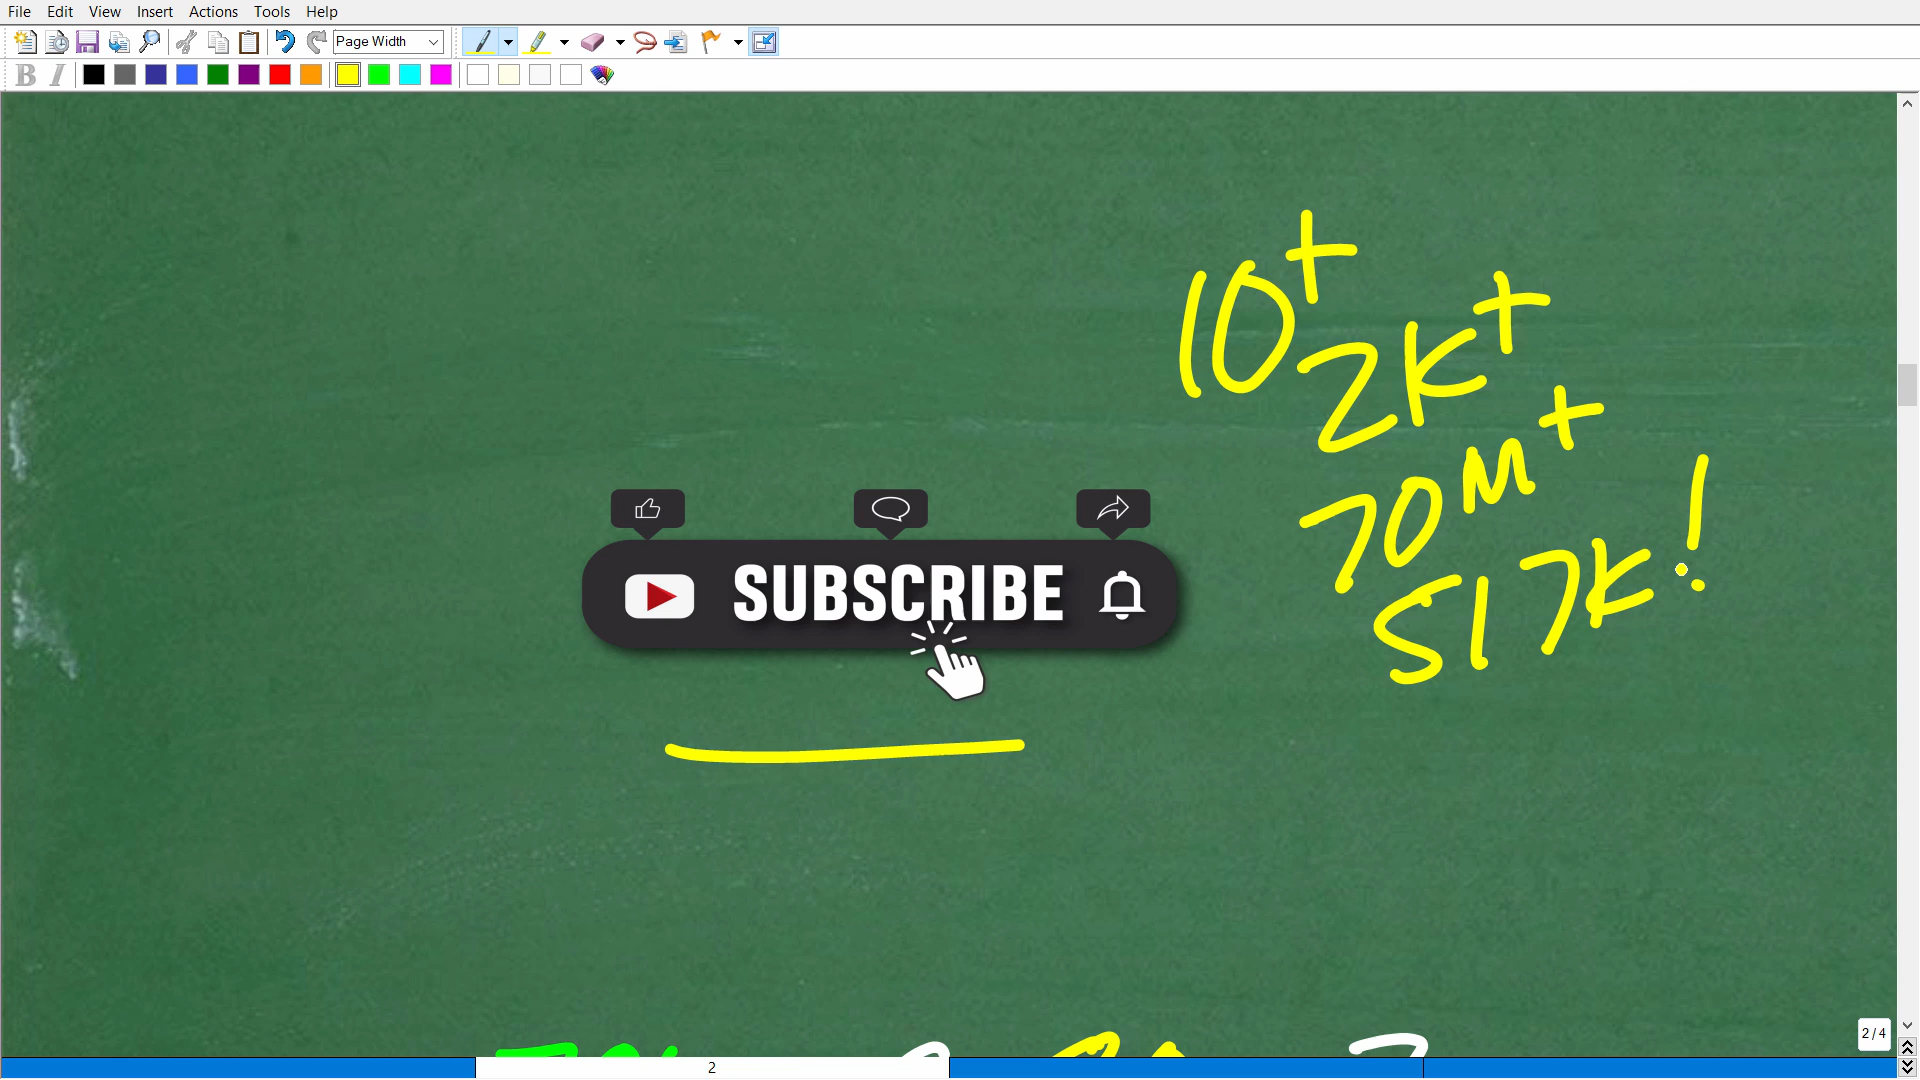 File Edit View Insert Actions Tools Help
Page Width
B I
10+
2K+
70M+
517K!
SUBSCRIBE
2 / 4
2